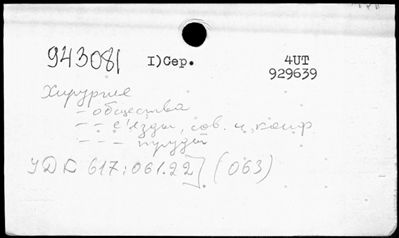 943081 I)Сер. 4UT
929639
Хирургия
- общества
- - съезды, сов. и конф
- - - труды
УДК 617:061.22] (063)